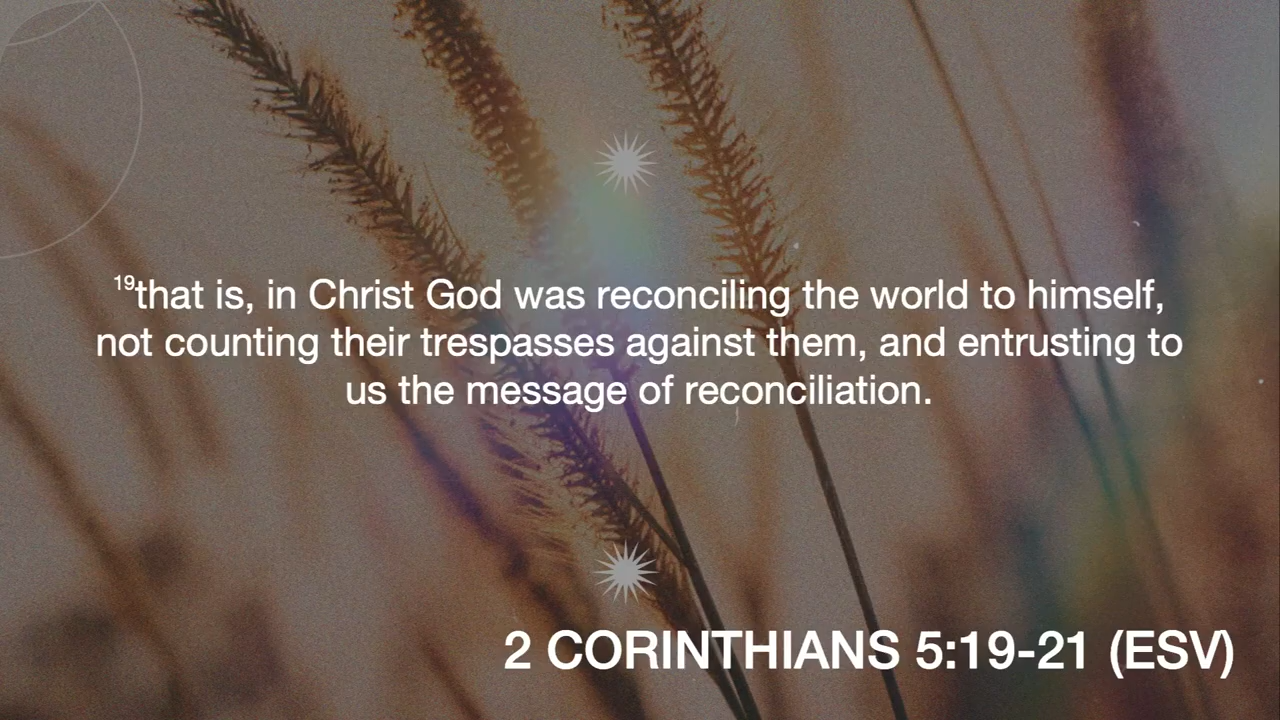 19that is, in Christ God was reconciling the world to himself,
not counting their trespasses against them, and entrusting to
us the message of reconciliation.
2 CORINTHIANS 5:19-21 (ESV)